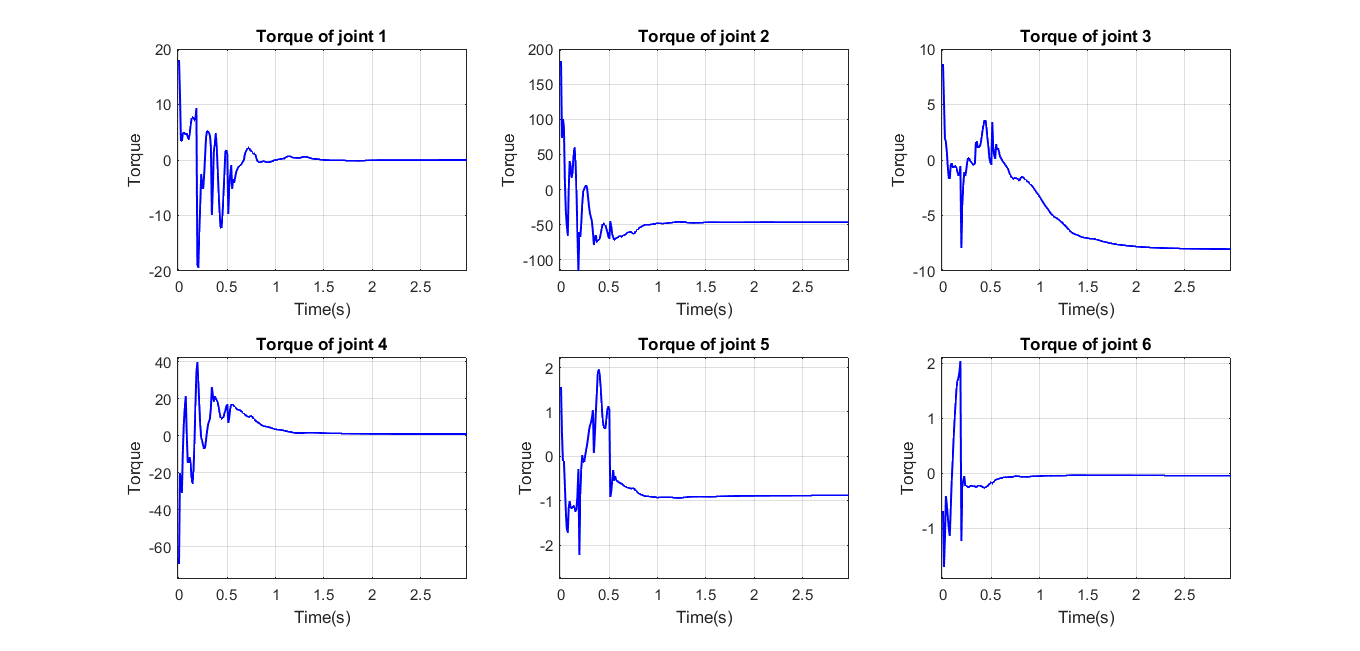 Torque of joint 1
Torque
20
10
0
-10
-20
0 0.5 1 1.5 2 2.5
Time(s)
Torque of joint 2
Torque
200
150
100
50
0
-50
-100
0 0.5 1 1.5 2 2.5
Time(s)
Torque of joint 3
Torque
10
5
0
-5
-10
0 0.5 1 1.5 2 2.5
Time(s)
Torque of joint 4
Torque
40
20
0
-20
-40
-60
0 0.5 1 1.5 2 2.5
Time(s)
Torque of joint 5
Torque
2
1
0
-1
-2
0 0.5 1 1.5 2 2.5
Time(s)
Torque of joint 6
Torque
2
1
0
-1
0 0.5 1 1.5 2 2.5
Time(s)